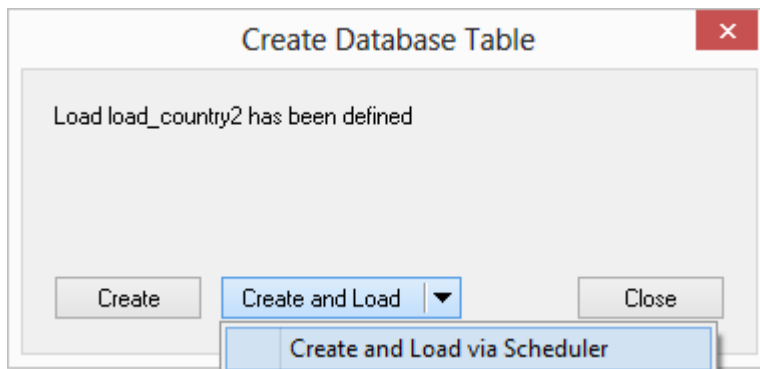 Create Database Table
Load load_country2 has been defined
Create
Create and Load
Close
Create and Load via Scheduler